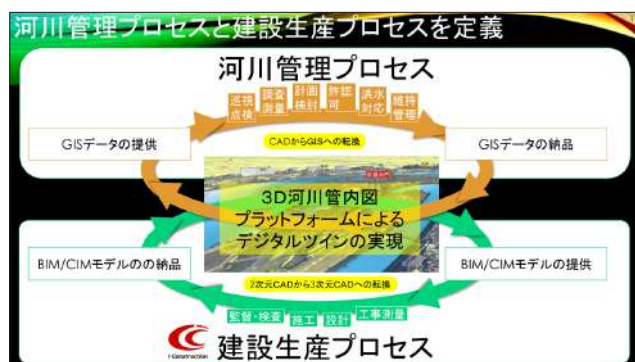 河川管理プロセスと建設生産プロセスを定義
河川管理プロセス
巡視
点検
調査
測量
計画
検討
許認
可
洪水
対応
維持
管理
GISデータの提供
CADからGISへの転換
GISデータの納品
3D河川管内図
プラットフォームによる
デジタルツインの実現
BIM/CIMモデルのの納品
BIM/CIMモデルの提供
2次元CADから3次元CADへの転換
監督・検査
施工
設計
工事測量
i-Construction
建設生産プロセス